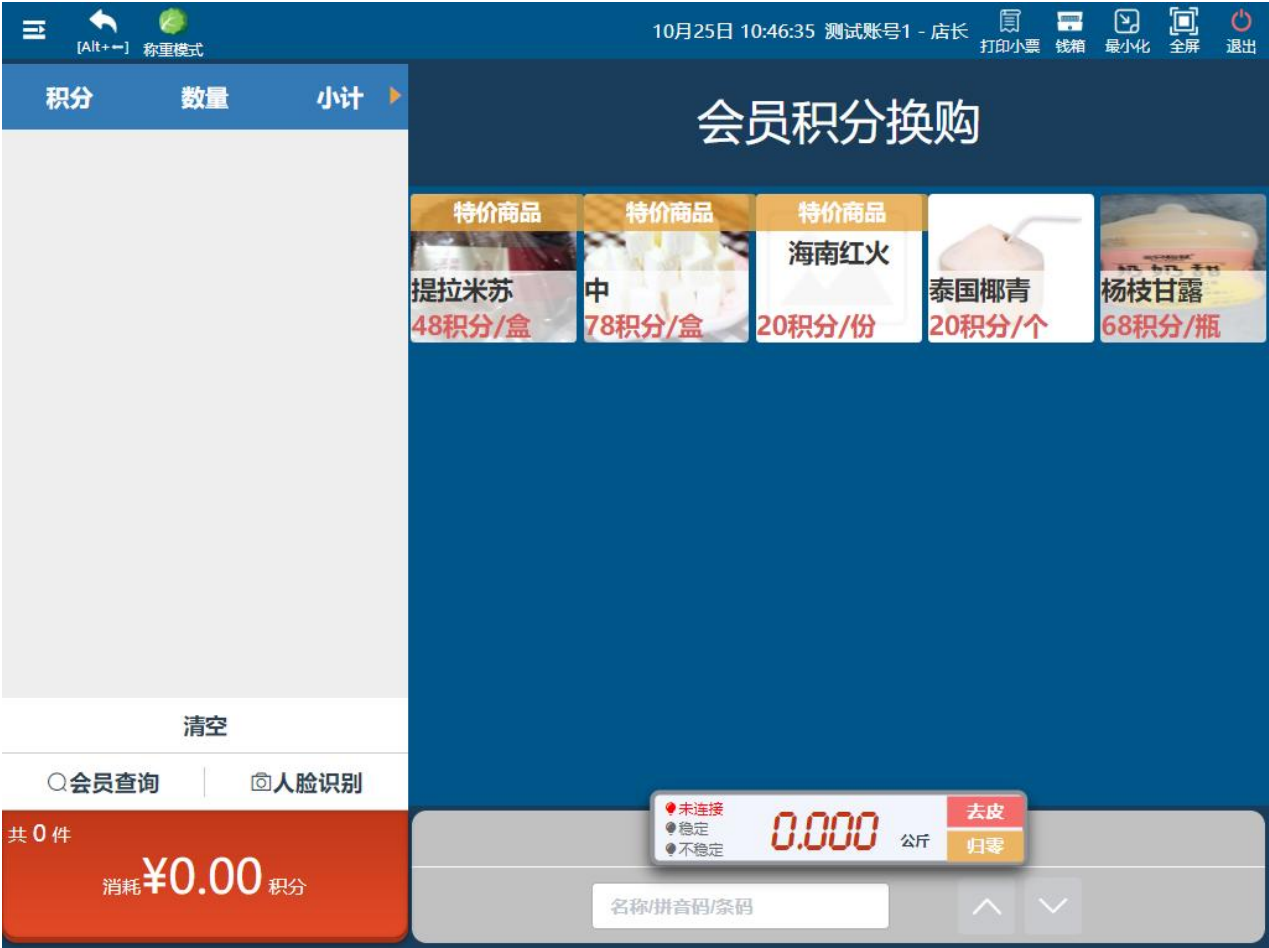 [Alt+←]
称重模式
10月25日 10:46:35 测试账号1 - 店长
打印小票
钱箱
最小化
全屏
退出
积分 数量 小计
会员积分换购
特价商品
提拉米苏
48积分/盒
特价商品
中
78积分/盒
特价商品
海南红火
20积分/份
泰国椰青
20积分/个
杨枝甘露
68积分/瓶
清空
会员查询
人脸识别
共 0 件
消耗¥0.00 积分
未连接
稳定
不稳定
0.000 公斤
去皮
归零
名称/拼音码/条码